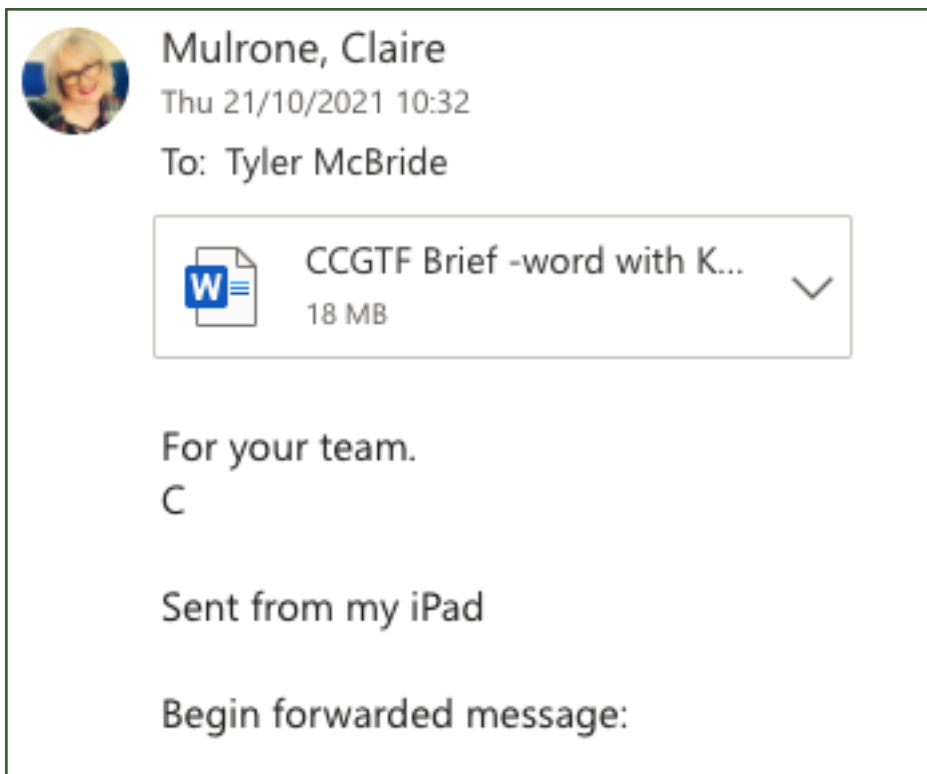 Mulrone, Claire
Thu 21/10/2021 10:32
To: Tyler McBride
W
CCGTF Brief -word with K...
18 MB
For your team.
C
Sent from my iPad
Begin forwarded message: